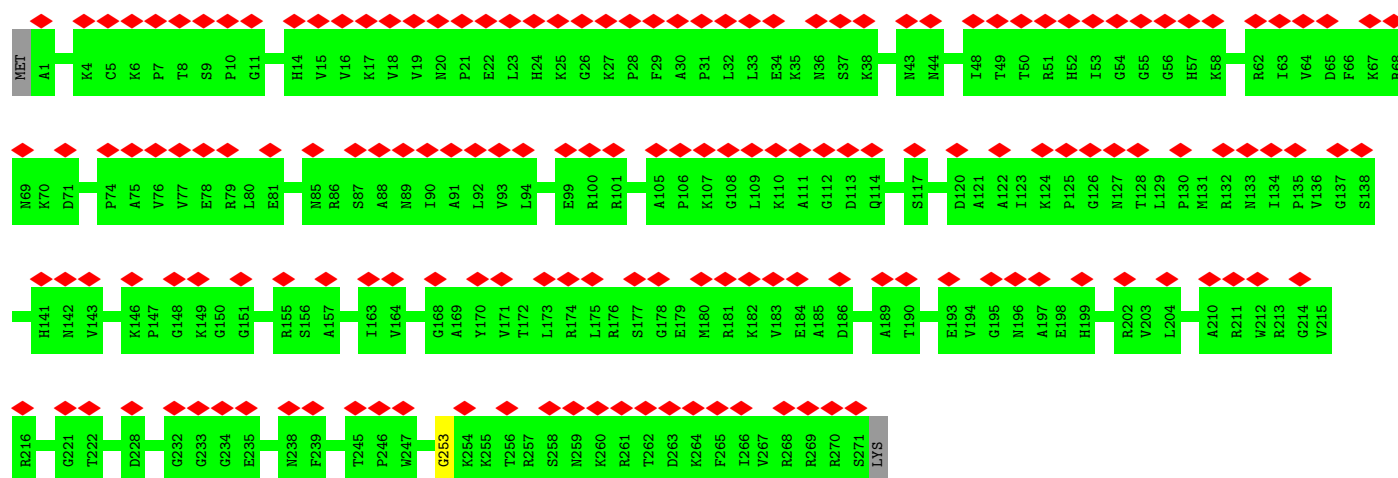 MET A1 K4 C5 K6 P7 T8 S9 P10 G11 H14 V15 V16 K17 V18 V19 N20 P21 E22 L23 H24 K25 G26 K27 P28 F29 A30 P31 L32 L33 E34 K35 N36 S37 K38 N43 N44 I48 T49 T50 R51 H52 I53 G54 G55 G56 H57 K58 R62 I63 V64 D65 F66 K67 R68
N69 K70 D71 P74 A75 V76 V77 E78 R79 L80 E81 N85 R86 S87 A88 N89 I90 A91 L92 V93 L94 E99 R100 R101 A105 P106 K107 G108 L109 K110 A111 G112 D113 Q114 S117 D120 A121 A122 I123 K124 P125 G126 N127 T128 L129 P130 M131 R132 N133 I134 P135 V136 G137 S138
H141 N142 V143 K146 P147 G148 K149 G150 G151 R155 S156 A157 I163 V164 G168 A169 Y170 V171 T172 L173 R174 L175 R176 S177 G178 E179 M180 R181 K182 V183 E184 A185 D186 A189 T190 E193 V194 G195 N196 A197 E198 H199 R202 V203 L204 A210 R211 W212 R213 G214 V215
R216 G221 T222 D228 G232 G233 G234 E235 N238 F239 T245 P246 W247 G253 K254 K255 T256 R257 S258 N259 K260 R261 T262 D263 K264 F265 I266 V267 R268 R269 R270 S271 LYS